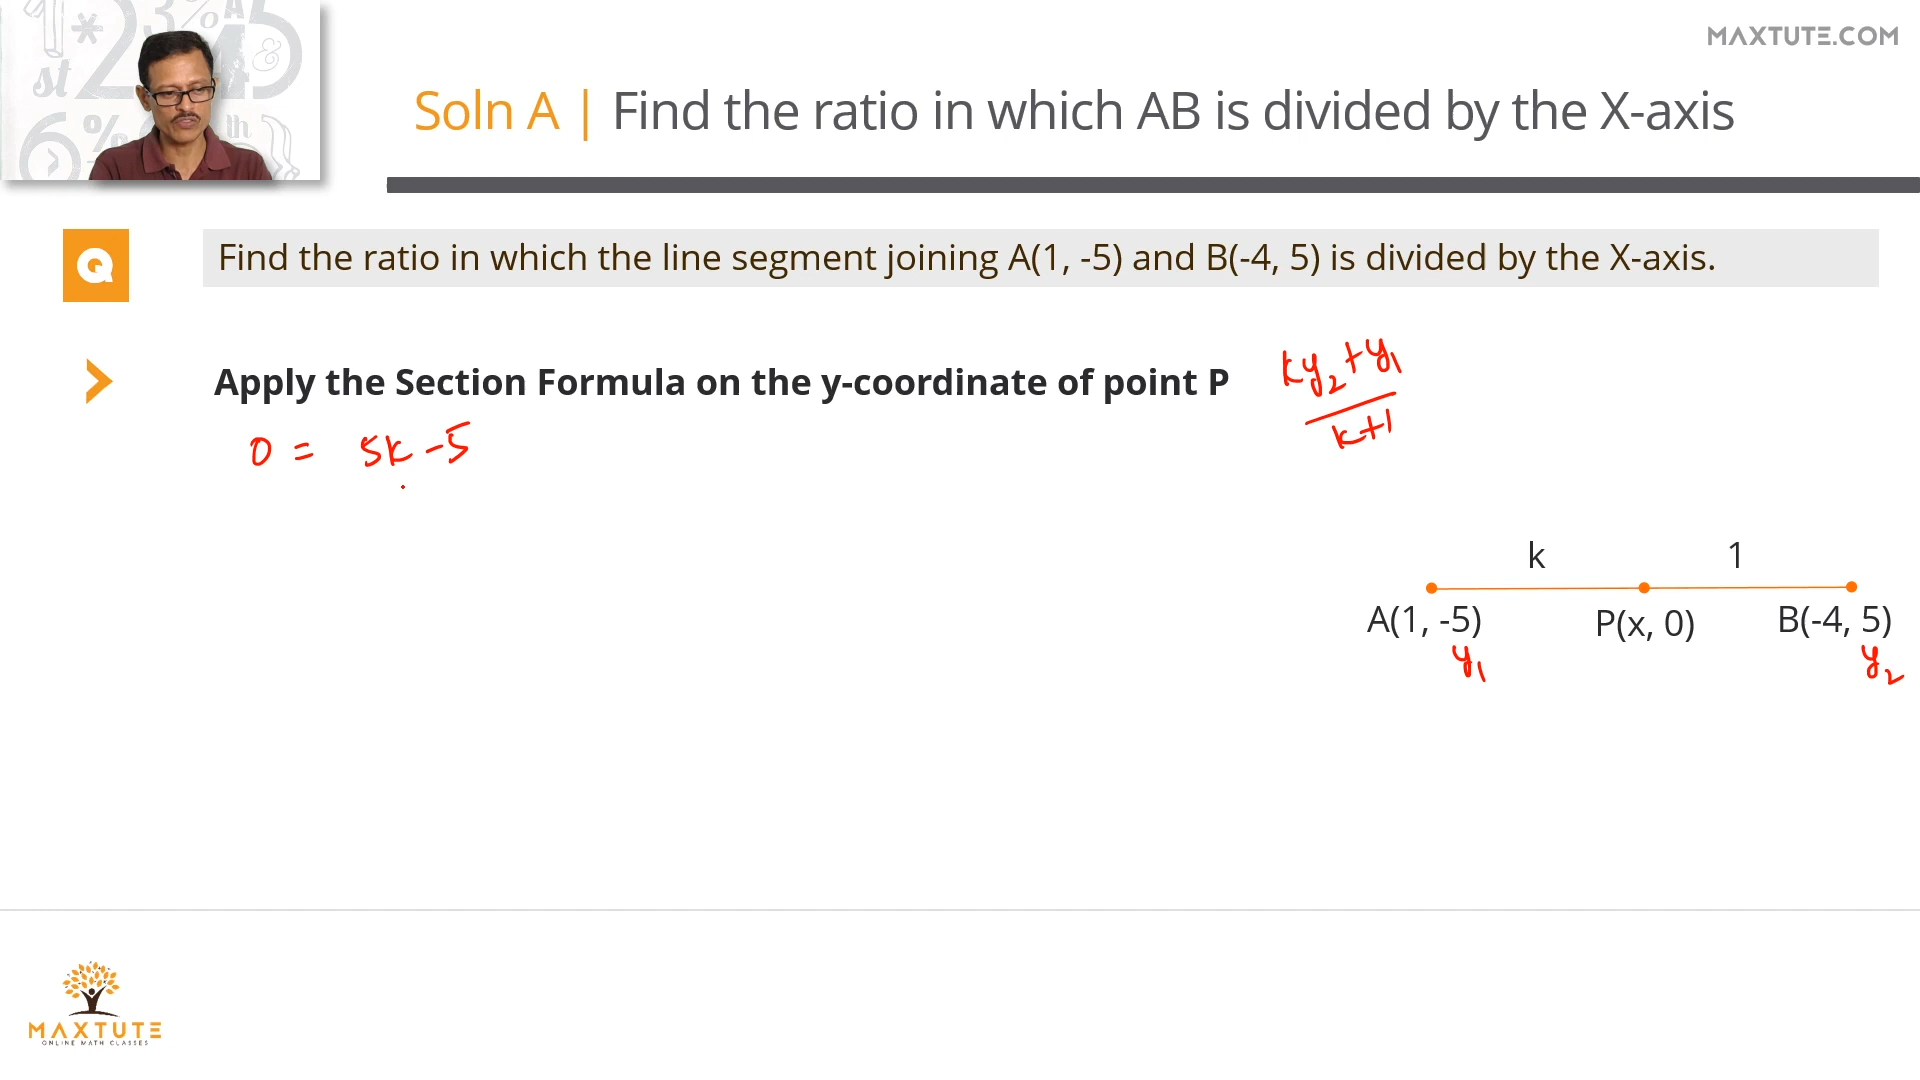 MAXTUTE.COM
Soln A | Find the ratio in which AB is divided by the X-axis
Q
Find the ratio in which the line segment joining A(1, -5) and B(-4, 5) is divided by the X-axis.
Apply the Section Formula on the y-coordinate of point P
ky₂+y₁
k+1
0 = 5k -5
k 1
A(1, -5) P(x, 0) B(-4, 5)
y₁ y₂
MAXTUTE
ONLINE MATH CLASSES